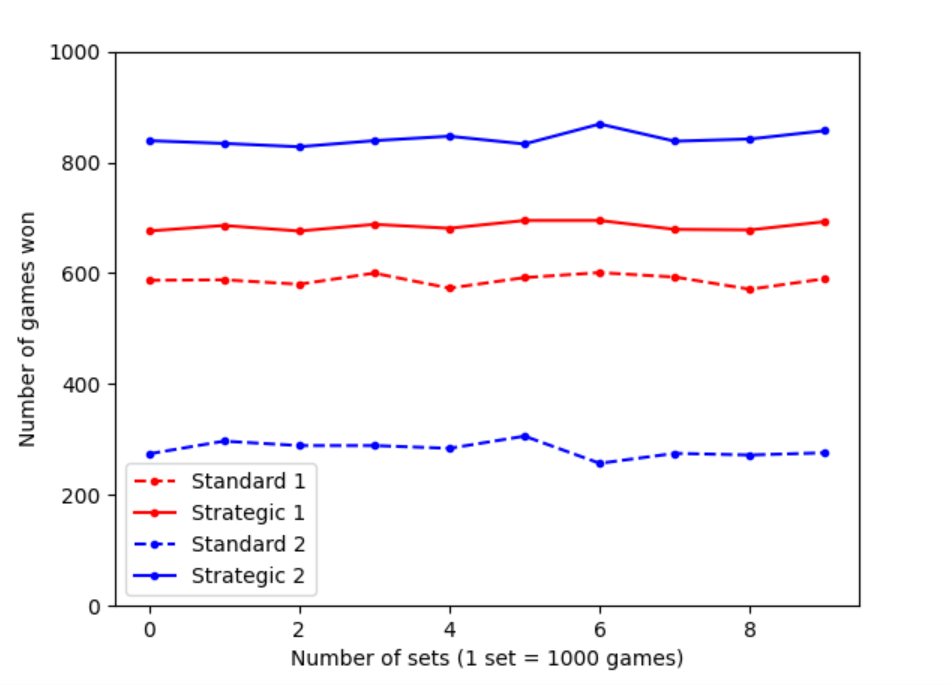 1000
800
600
400
200
0
Number of games won
Standard 1
Strategic 1
Standard 2
Strategic 2
0 2 4 6 8
Number of sets (1 set = 1000 games)